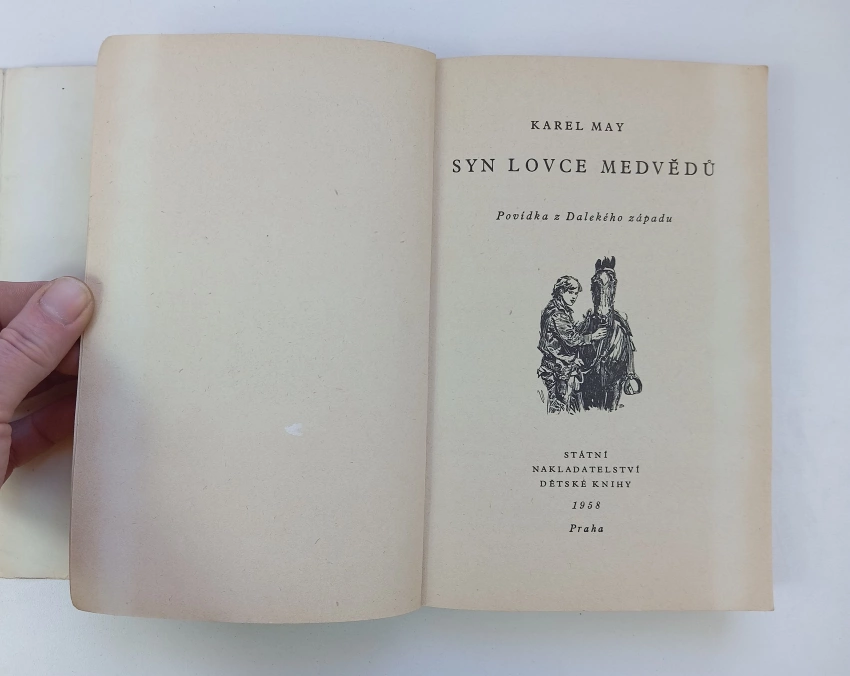 KAREL MAY
SYN LOVCE MEDVĚDŮ
Povídka z Dalekého západu
STÁTNÍ
NAKLADATELSTVÍ
DĚTSKÉ KNIHY
1958
Praha